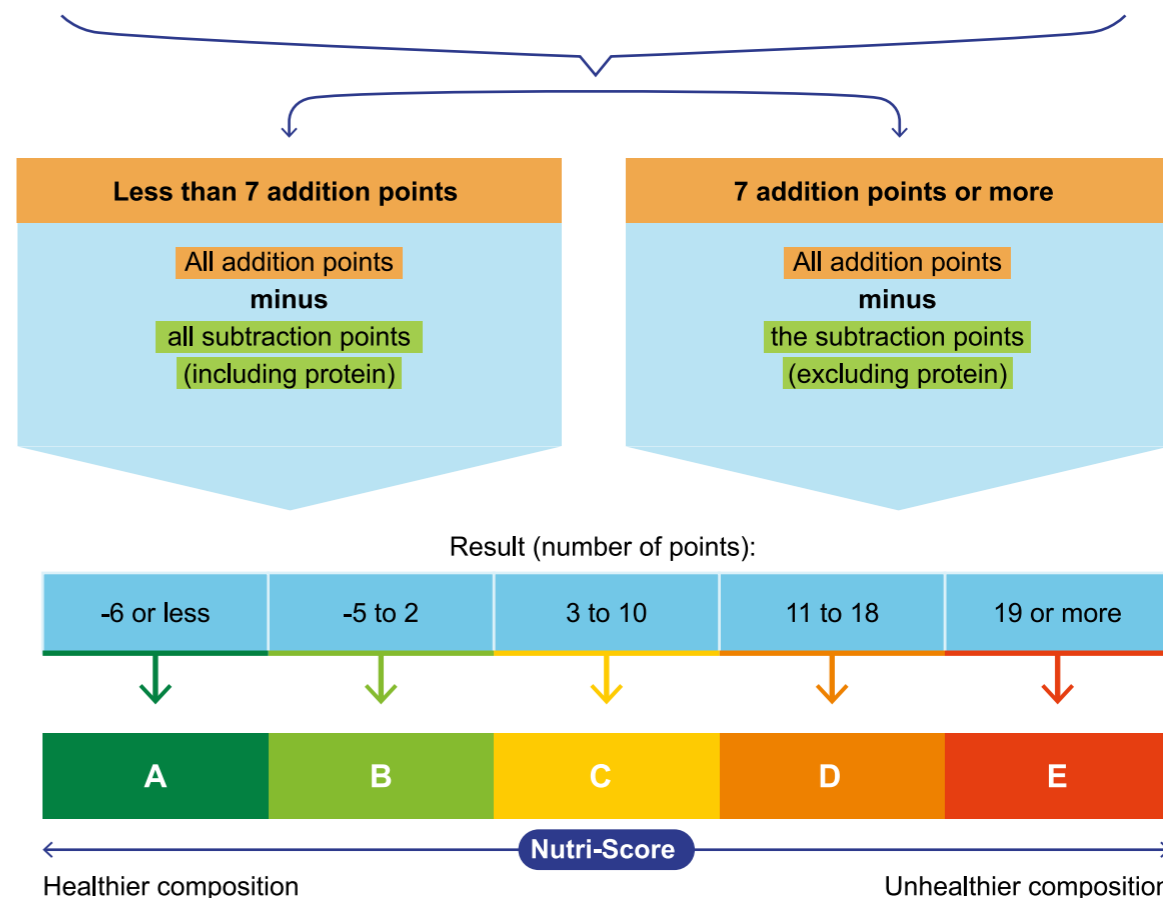 Less than 7 addition points
All addition points
minus
all subtraction points
(including protein)
7 addition points or more
All addition points
minus
the subtraction points
(excluding protein)
Result (number of points):
-6 or less
-5 to 2
3 to 10
11 to 18
19 or more
A
B
C
D
E
Nutri-Score
Healthier composition
Unhealthier composition